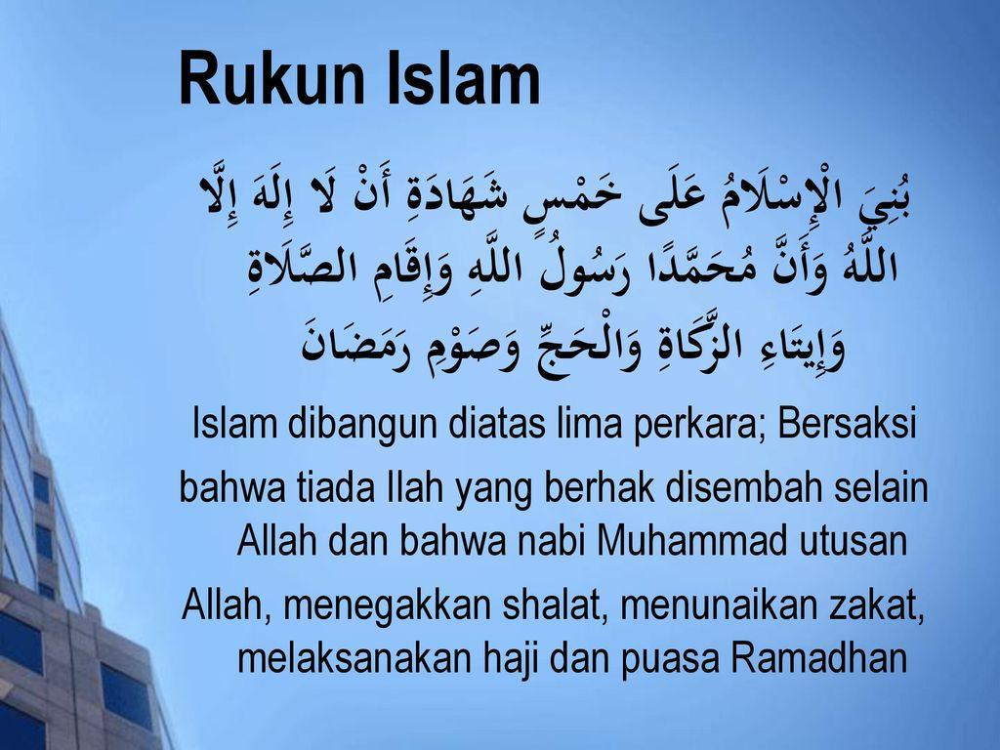 Rukun Islam
بُنِيَ الْإِسْلَامُ عَلَى خَمْسٍ شَهَادَةِ أَنْ لَا إِلَهَ إِلَّا
اللَّهُ وَأَنَّ مُحَمَّدًا رَسُولُ اللَّهِ وَإِقَامِ الصَّلَاةِ
وَإِيتَاءِ الزَّكَاةِ وَالْحَجِّ وَصَوْمِ رَمَضَانَ
Islam dibangun diatas lima perkara; Bersaksi
bahwa tiada Ilah yang berhak disembah selain
Allah dan bahwa nabi Muhammad utusan
Allah, menegakkan shalat, menunaikan zakat,
melaksanakan haji dan puasa Ramadhan